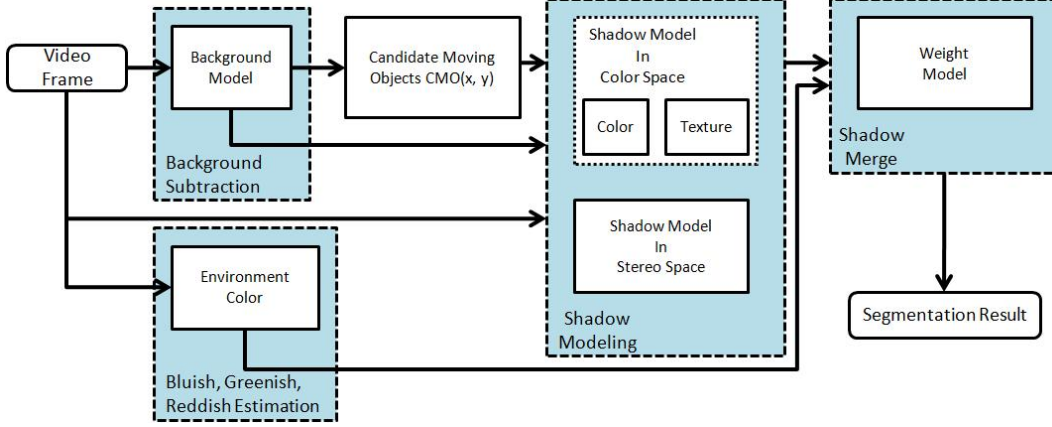 Video
Frame
Background
Model
Background
Subtraction
Candidate Moving
Objects CMO(x, y)
Shadow Model
In
Color Space
Color
Texture
Shadow Model
In
Stereo Space
Shadow
Modeling
Weight
Model
Shadow
Merge
Segmentation Result
Environment
Color
Bluish, Greenish,
Reddish Estimation